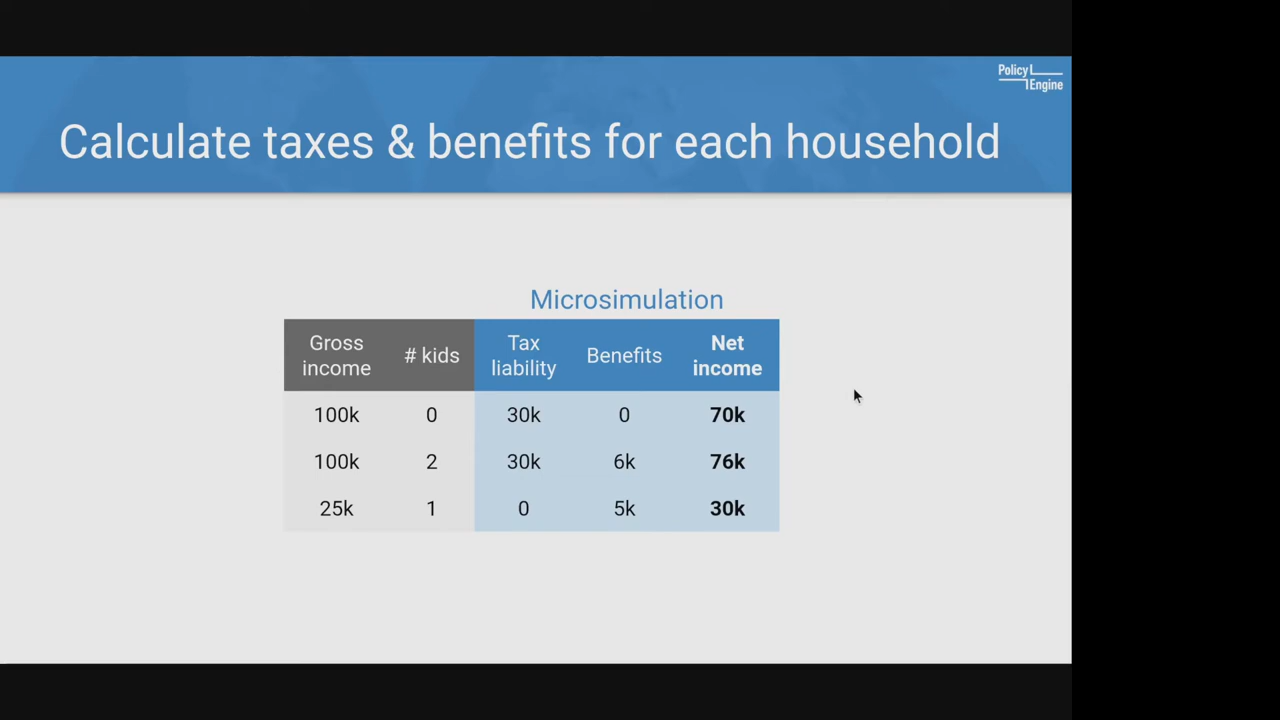 Policy
Engine
Calculate taxes & benefits for each household
Microsimulation
Gross income # kids Tax liability Benefits Net income
100k 0 30k 0 70k
100k 2 30k 6k 76k
25k 1 0 5k 30k